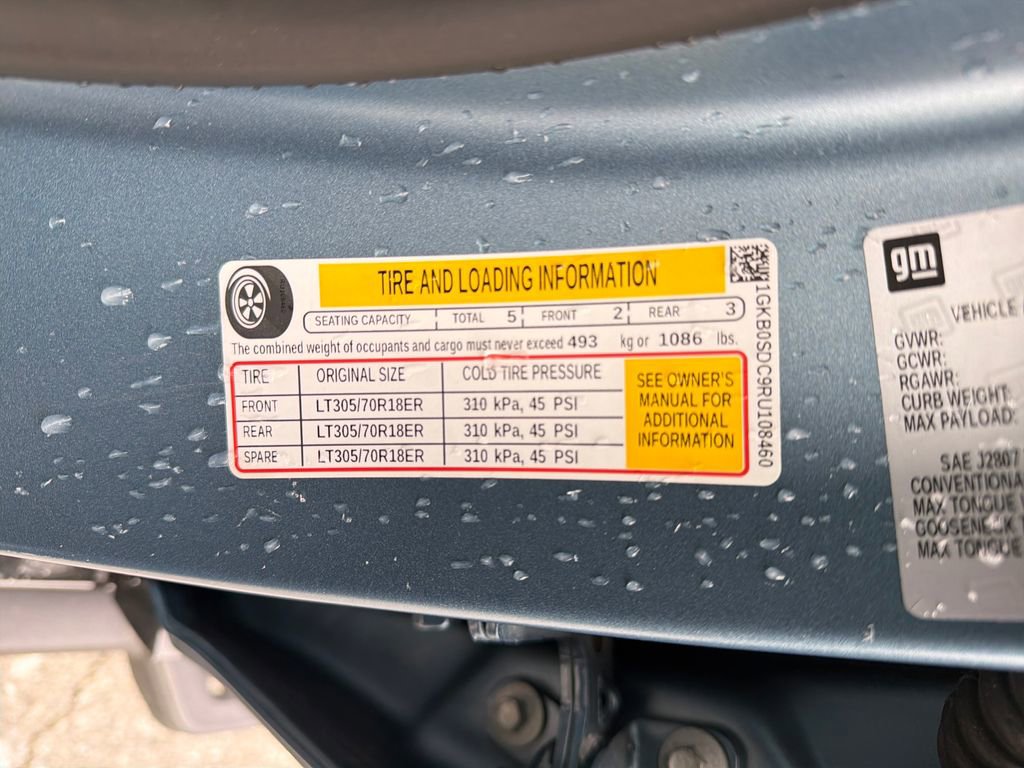 TIRE AND LOADING INFORMATION
SEATING CAPACITY TOTAL 5 FRONT 2 REAR 3
The combined weight of occupants and cargo must never exceed 493 kg or 1086 lbs.
TIRE ORIGINAL SIZE COLD TIRE PRESSURE
FRONT LT305/70R18ER 310 kPa, 45 PSI
REAR LT305/70R18ER 310 kPa, 45 PSI
SPARE LT305/70R18ER 310 kPa, 45 PSI
SEE OWNER'S
MANUAL FOR
ADDITIONAL
INFORMATION
1GKB0SDC9RU108460
gm
VEHICLE
GVWR:
GCWR:
RGAWR:
CURB WEIGHT:
MAX PAYLOAD:
SAE J2807
CONVENTIONA
MAX TONGUE
GOOSENECK
MAX TONGUE